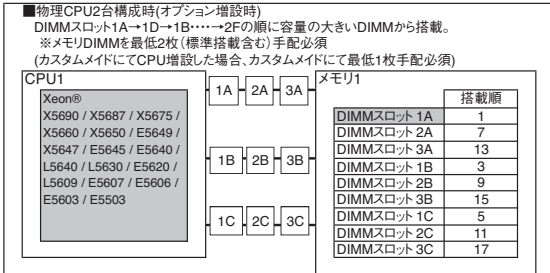 ■物理CPU2台構成時(オプション増設時)
DIMMスロット1A→1D→1B・・・・→2Fの順に容量の大きいDIMMから搭載。
※メモリDIMMを最低2枚(標準搭載含む)手配必須
(カスタムメイドにてCPU増設した場合、カスタムメイドにて最低1枚手配必須)
CPU1
Xeon®
X5690 / X5687 / X5675 /
X5660 / X5650 / E5649 /
X5647 / E5645 / E5640 /
L5640 / L5630 / E5620 /
L5609 / E5607 / E5606 /
E5603 / E5503
1A 2A 3A
1B 2B 3B
1C 2C 3C
メモリ1
搭載順
DIMMスロット 1A 1
DIMMスロット 2A 7
DIMMスロット 3A 13
DIMMスロット 1B 3
DIMMスロット 2B 9
DIMMスロット 3B 15
DIMMスロット 1C 5
DIMMスロット 2C 11
DIMMスロット 3C 17